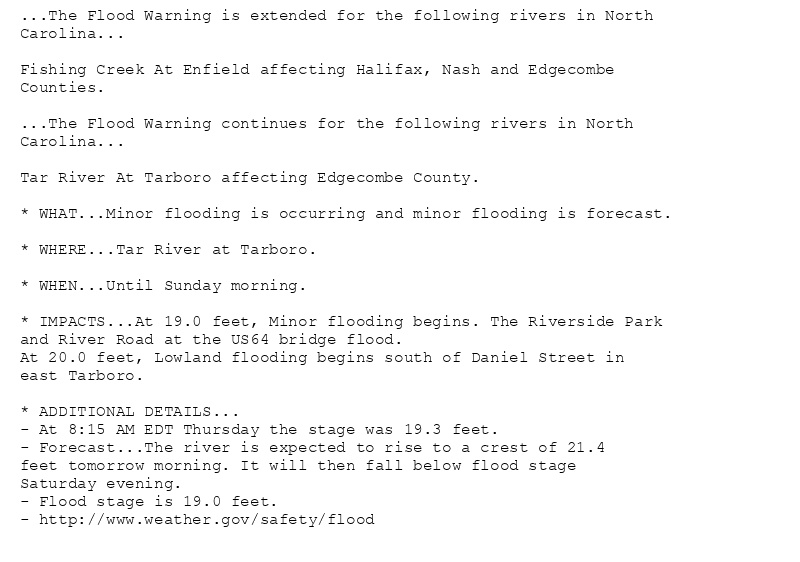 ...The Flood Warning is extended for the following rivers in North
Carolina...
Fishing Creek At Enfield affecting Halifax, Nash and Edgecombe
Counties.
...The Flood Warning continues for the following rivers in North
Carolina...
Tar River At Tarboro affecting Edgecombe County.
* WHAT...Minor flooding is occurring and minor flooding is forecast.
* WHERE...Tar River at Tarboro.
* WHEN...Until Sunday morning.
* IMPACTS...At 19.0 feet, Minor flooding begins. The Riverside Park
and River Road at the US64 bridge flood.
At 20.0 feet, Lowland flooding begins south of Daniel Street in
east Tarboro.
* ADDITIONAL DETAILS...
- At 8:15 AM EDT Thursday the stage was 19.3 feet.
- Forecast...The river is expected to rise to a crest of 21.4
feet tomorrow morning. It will then fall below flood stage
Saturday evening.
- Flood stage is 19.0 feet.
- http://www.weather.gov/safety/flood